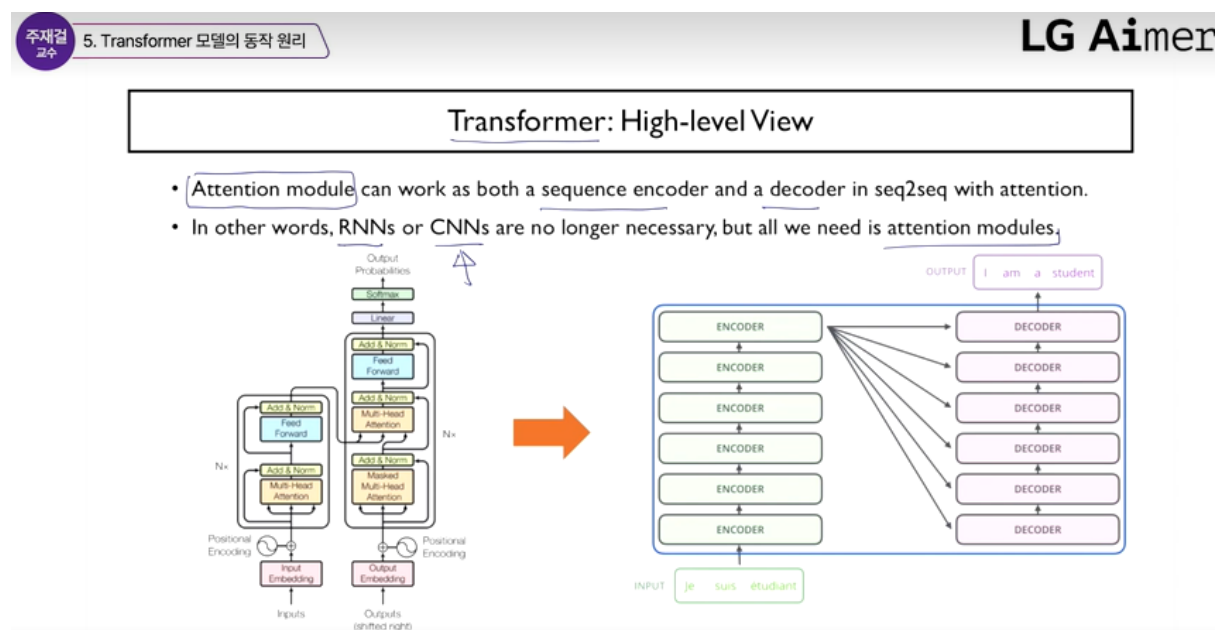 주재걸
교수
5. Transformer 모델의 동작 원리
LG Aimer
Transformer: High-level View
• Attention module can work as both a sequence encoder and a decoder in seq2seq with attention.
• In other words, RNNs or CNNs are no longer necessary, but all we need is attention modules.
Output
Probabilities
Softmax
Linear
Add & Norm
Feed
Forward
Add & Norm
Multi-Head
Attention
Nx
Add & Norm
Masked
Multi-Head
Attention
Add & Norm
Feed
Forward
Nx
Add & Norm
Multi-Head
Attention
Positional
Encoding
Positional
Encoding
Input
Embedding
Output
Embedding
Inputs
Outputs
(shifted right)
OUTPUT I am a student
ENCODER
ENCODER
ENCODER
ENCODER
ENCODER
ENCODER
DECODER
DECODER
DECODER
DECODER
DECODER
DECODER
INPUT je suis étudiant